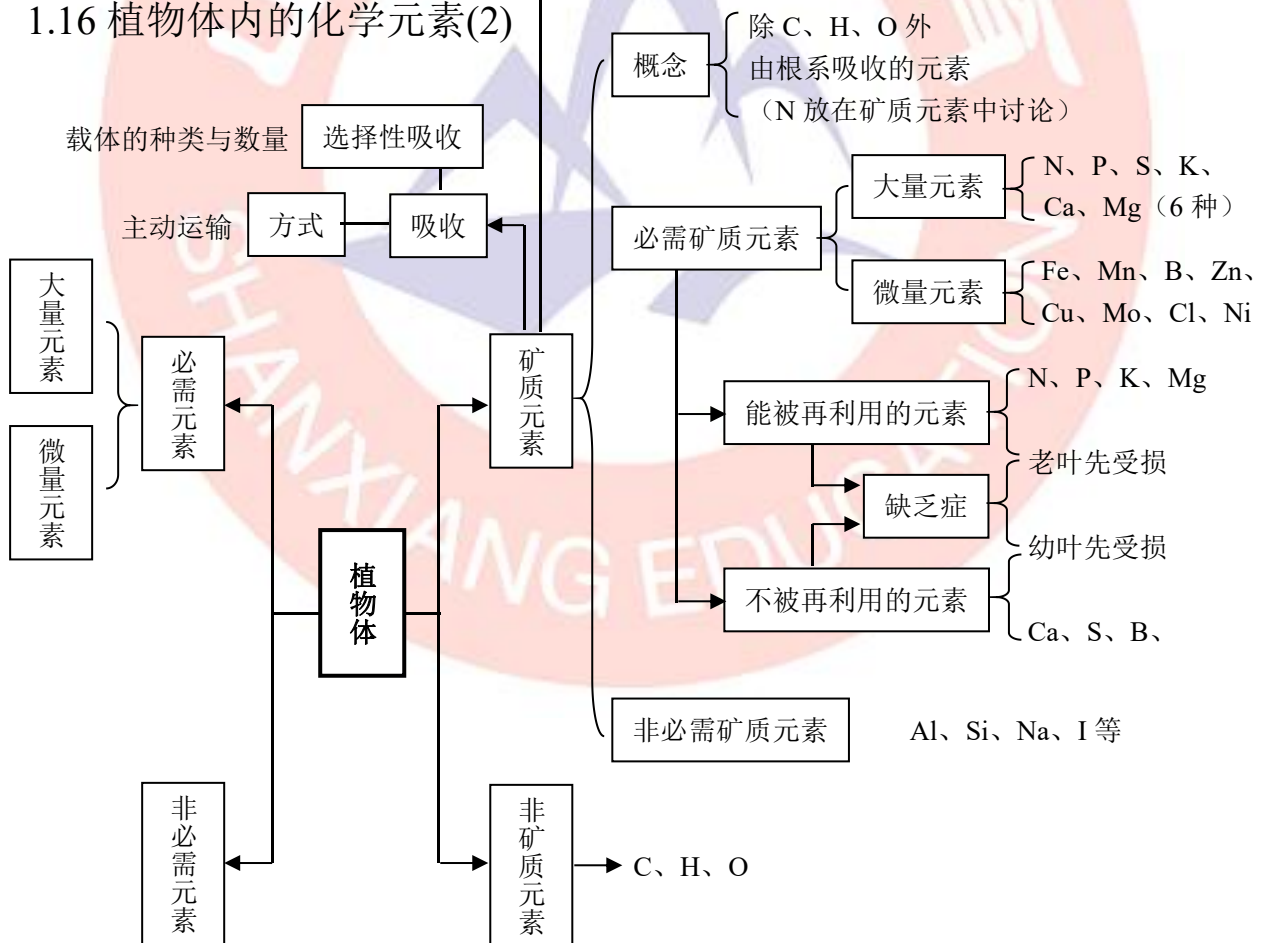 1.16 植物体内的化学元素(2)
概念
除 C、H、O 外
由根系吸收的元素
（N 放在矿质元素中讨论）
载体的种类与数量
选择性吸收
主动运输
方式
吸收
必需矿质元素
大量元素
N、P、S、K、
Ca、Mg（6 种）
微量元素
Fe、Mn、B、Zn、
Cu、Mo、Cl、Ni
大量元素
微量元素
必需元素
矿质元素
能被再利用的元素
N、P、K、Mg
老叶先受损
缺乏症
幼叶先受损
不被再利用的元素
Ca、S、B、
植物体
非必需矿质元素
Al、Si、Na、I 等
非必需元素
非矿质元素
C、H、O
SHANXIANG EDUCATION